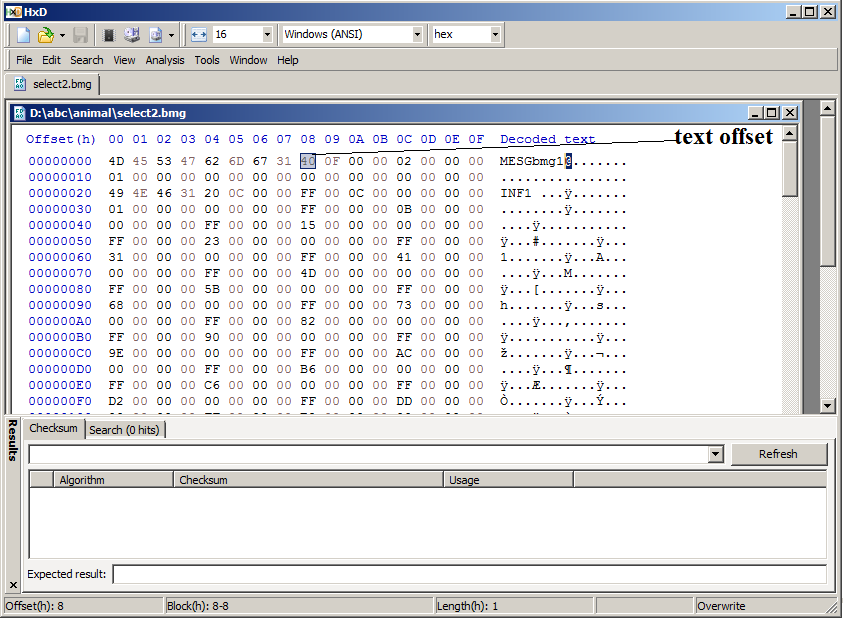 HxD
16 Windows (ANSI) hex
File Edit Search View Analysis Tools Window Help
select2.bmg
D:\abc\animal\select2.bmg
Offset(h) 00 01 02 03 04 05 06 07 08 09 0A 0B 0C 0D 0E 0F Decoded text
text offset
00000000 4D 45 53 47 62 6D 67 31 40 0F 00 00 02 00 00 00 MESGbmg1@.......
00000010 01 00 00 00 00 00 00 00 00 00 00 00 00 00 00 00 ................
00000020 49 4E 46 31 20 0C 00 00 FF 00 0C 00 00 00 00 00 INF1 ...ÿ.......
00000030 01 00 00 00 00 00 00 00 FF 00 00 00 0B 00 00 00 ........ÿ.......
00000040 00 00 00 00 FF 00 00 00 15 00 00 00 00 00 00 00 ....ÿ...........
00000050 FF 00 00 00 23 00 00 00 00 00 00 00 FF 00 00 00 ÿ...#.......ÿ...
00000060 31 00 00 00 00 00 00 00 FF 00 00 00 41 00 00 00 1.......ÿ...A...
00000070 00 00 00 00 FF 00 00 00 4D 00 00 00 00 00 00 00 ....ÿ...M.......
00000080 FF 00 00 00 5B 00 00 00 00 00 00 00 FF 00 00 00 ÿ...[.......ÿ...
00000090 68 00 00 00 00 00 00 00 FF 00 00 00 73 00 00 00 h.......ÿ...s...
000000A0 00 00 00 00 FF 00 00 00 82 00 00 00 00 00 00 00 ....ÿ...‚.......
000000B0 FF 00 00 00 90 00 00 00 00 00 00 00 FF 00 00 00 ÿ...........ÿ...
000000C0 9E 00 00 00 00 00 00 00 FF 00 00 00 AC 00 00 00 ž.......ÿ...¬...
000000D0 00 00 00 00 FF 00 00 00 B6 00 00 00 00 00 00 00 ....ÿ...¶.......
000000E0 FF 00 00 00 C6 00 00 00 00 00 00 00 FF 00 00 00 ÿ...Æ.......ÿ...
000000F0 D2 00 00 00 00 00 00 00 FF 00 00 00 DD 00 00 00 Ò.......ÿ...Ý...
Results
Checksum Search (0 hits)
Refresh
Algorithm Checksum Usage
Expected result:
Offset(h): 8 Block(h): 8-8 Length(h): 1 Overwrite